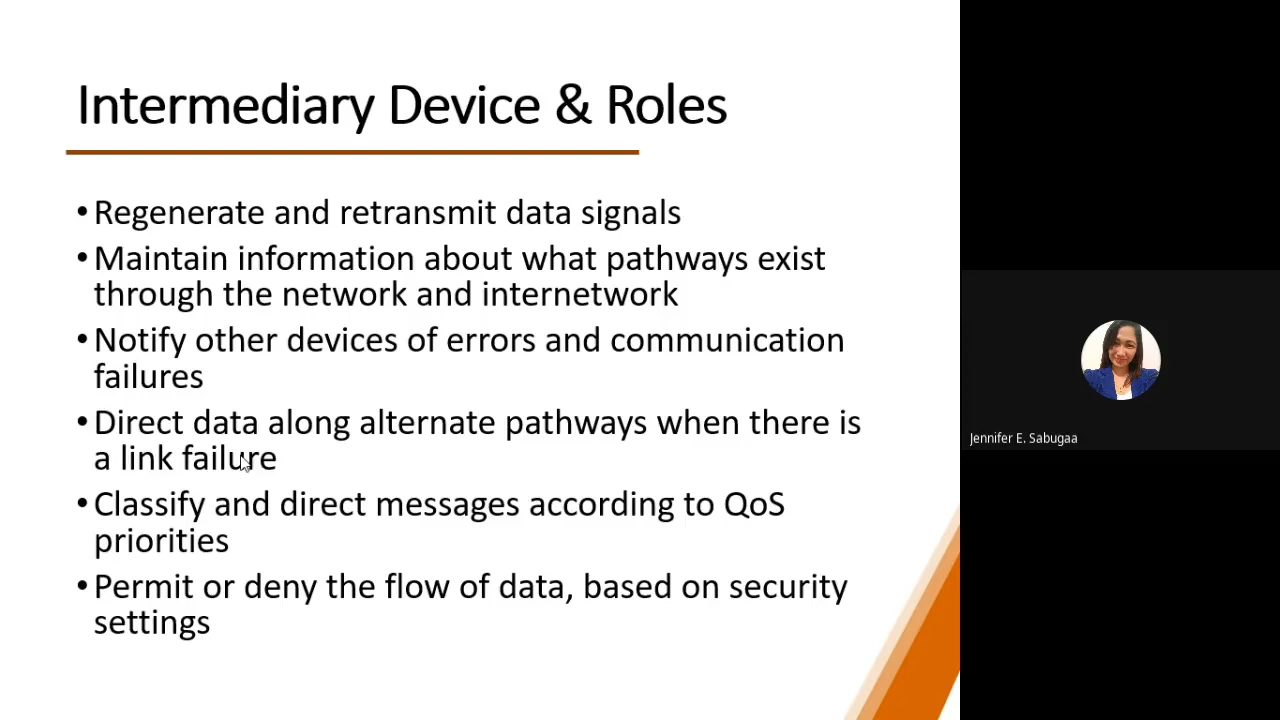 Intermediary Device & Roles
•Regenerate and retransmit data signals
•Maintain information about what pathways exist
through the network and internetwork
•Notify other devices of errors and communication
failures
•Direct data along alternate pathways when there is
a link failure
•Classify and direct messages according to QoS
priorities
•Permit or deny the flow of data, based on security
settings
Jennifer E. Sabugaa